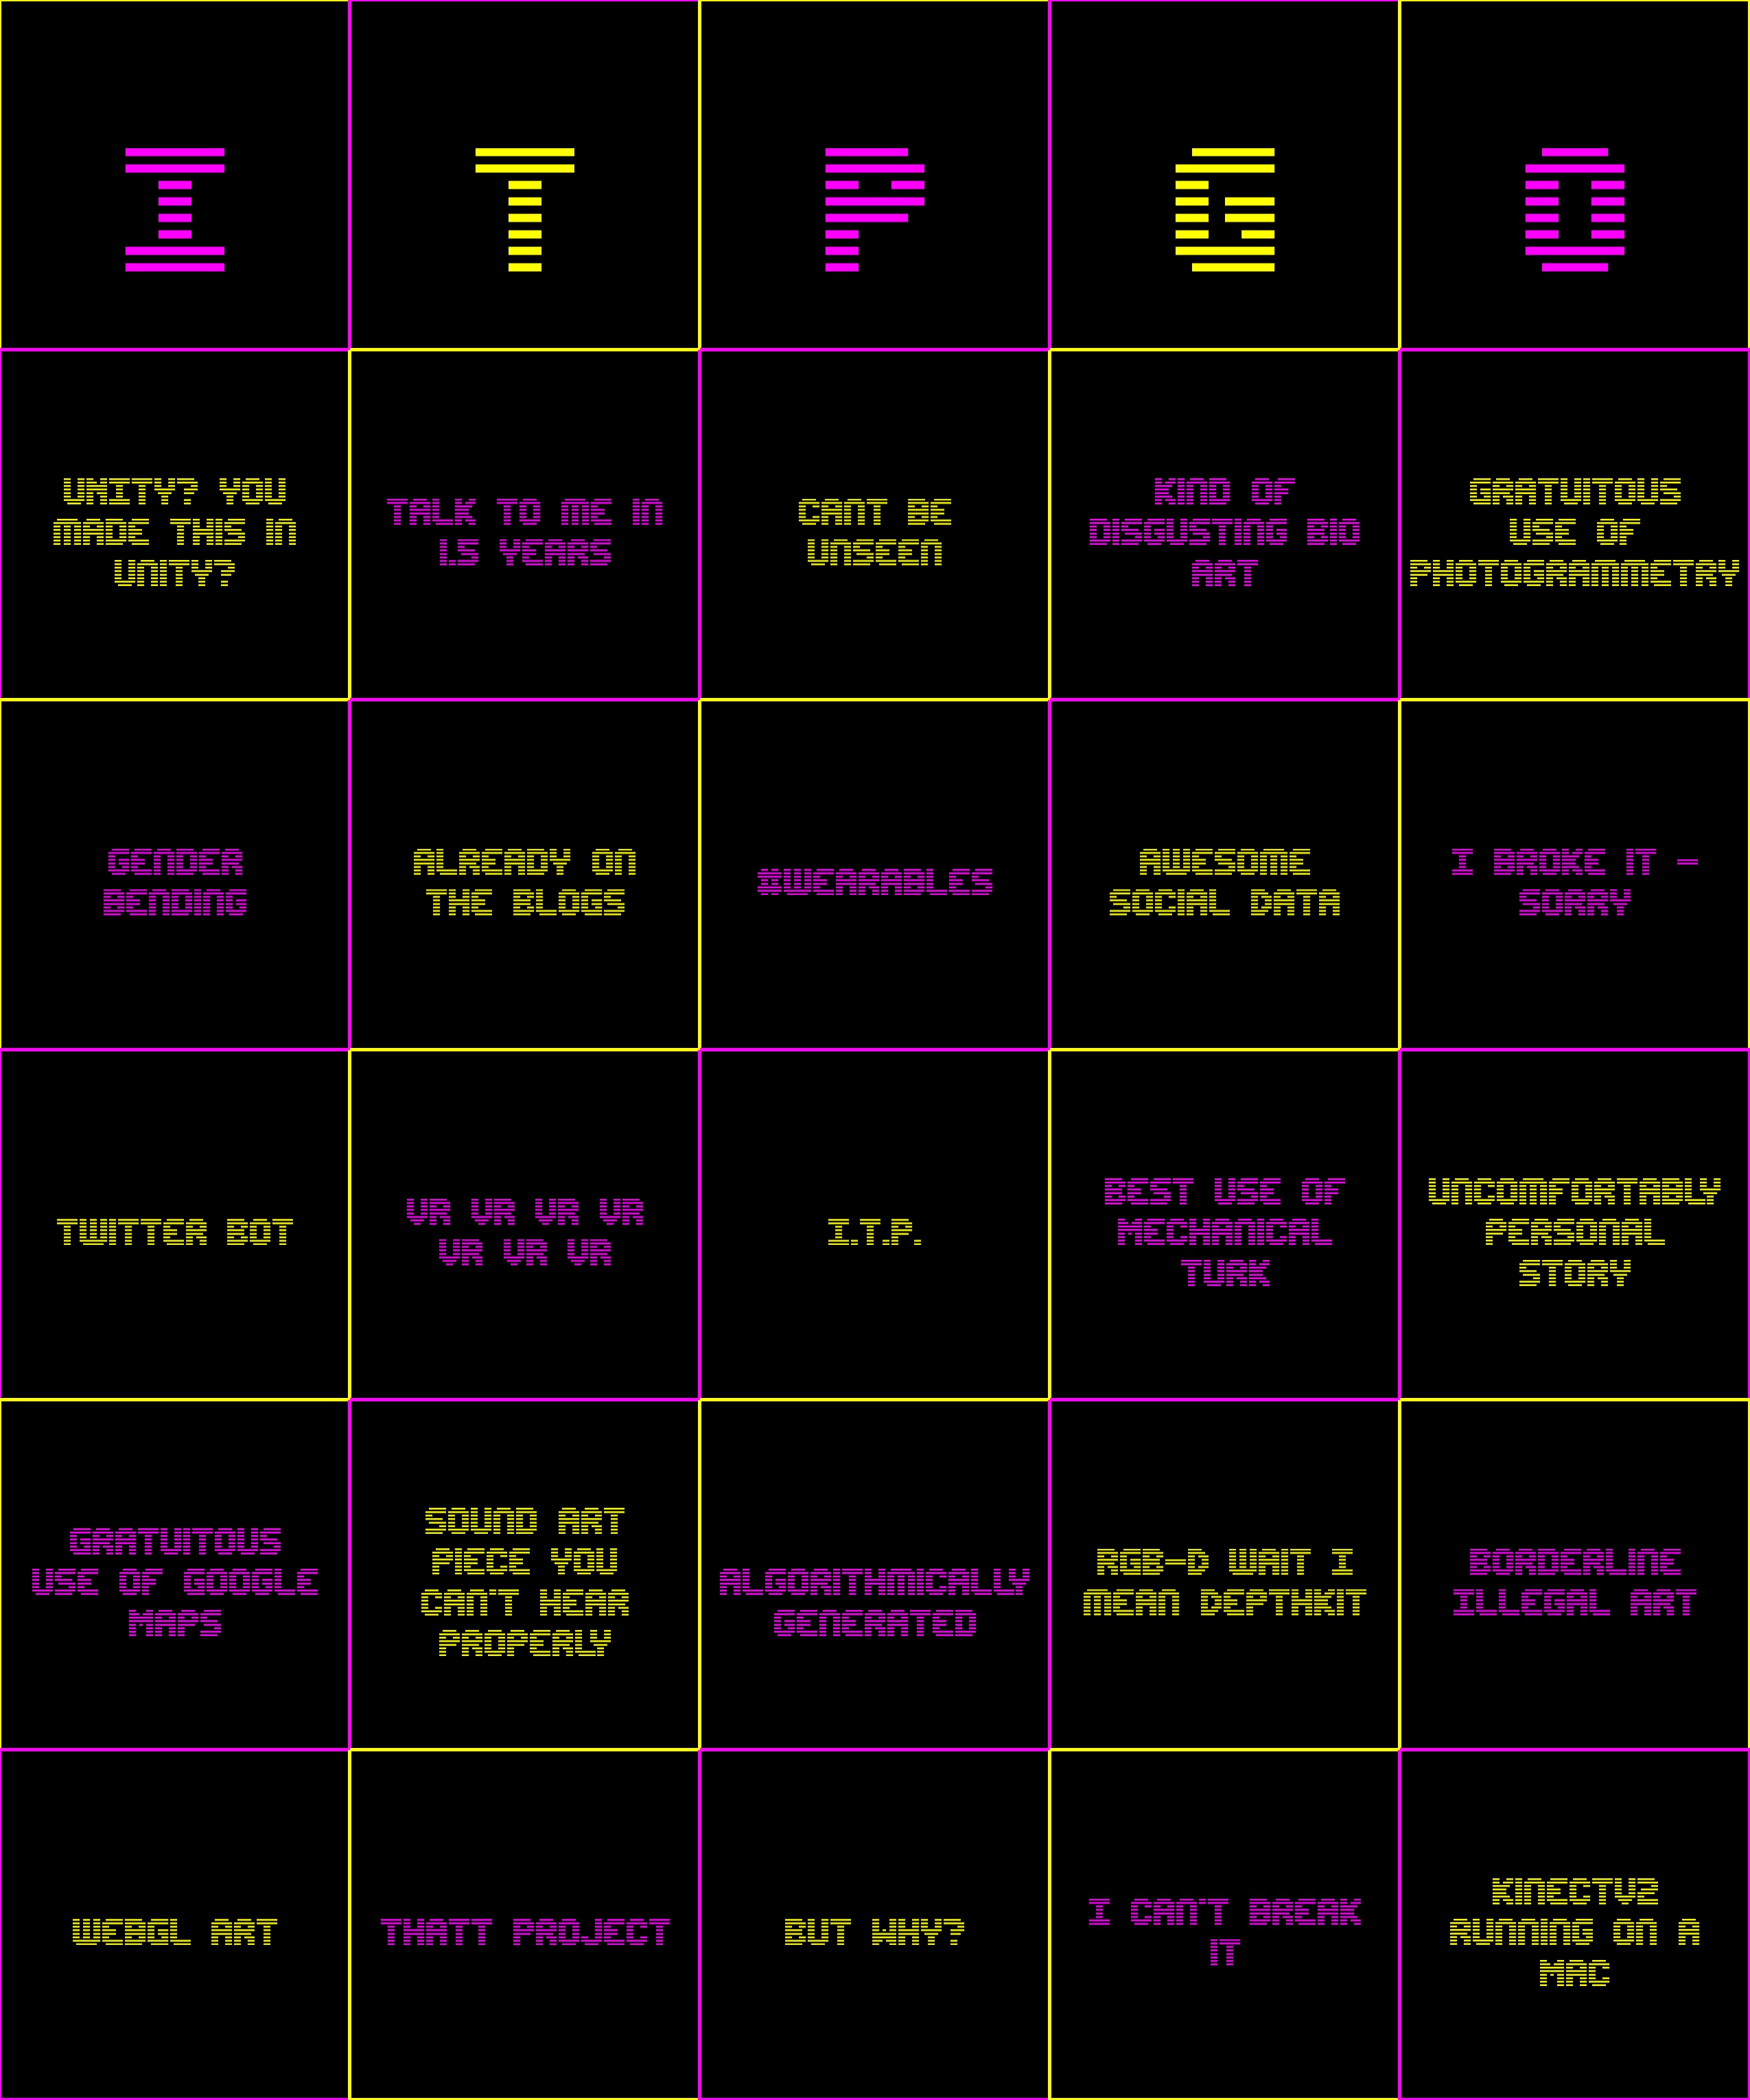 I
T
P
G
O
UNITY? YOU
MADE THIS IN
UNITY?
TALK TO ME IN
1.5 YEARS
CANT BE
UNSEEN
KIND OF
DISGUSTING BIO
ART
GRATUITOUS
USE OF
PHOTOGRAMMETRY
GENDER
BENDING
ALREADY ON
THE BLOGS
#WEARABLES
AWESOME
SOCIAL DATA
I BROKE IT -
SORRY
TWITTER BOT
VR VR VR VR
VR VR VR
I.T.P.
BEST USE OF
MECHANICAL
TURK
UNCOMFORTABLY
PERSONAL
STORY
GRATUITOUS
USE OF GOOGLE
MAPS
SOUND ART
PIECE YOU
CAN'T HEAR
PROPERLY
ALGORITHMICALLY
GENERATED
RGB-D WAIT I
MEAN DEPTHKIT
BORDERLINE
ILLEGAL ART
WEBGL ART
THATT PROJECT
BUT WHY?
I CAN'T BREAK
IT
KINECTV2
RUNNING ON A
MAC